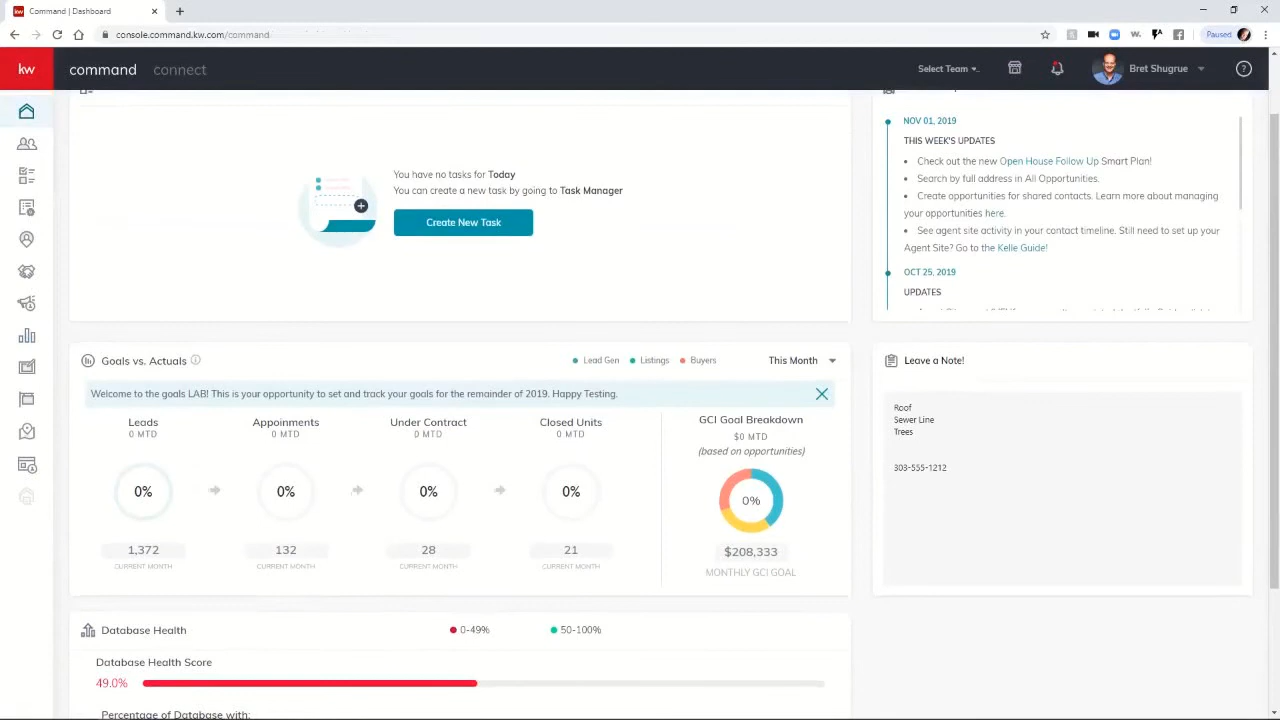 kw Command | Dashboard
console.command.kw.com/command
Paused
kw command connect
Select Team
Bret Shugrue
You have no tasks for Today
You can create a new task by going to Task Manager
Create New Task
NOV 01, 2019
THIS WEEK'S UPDATES
• Check out the new Open House Follow Up Smart Plan!
• Search by full address in All Opportunities.
• Create opportunities for shared contacts. Learn more about managing
your opportunities here.
• See agent site activity in your contact timeline. Still need to set up your
Agent Site? Go to the Kelle Guide!
OCT 25, 2019
UPDATES
Goals vs. Actuals
Lead Gen Listings Buyers
This Month
Welcome to the goals LAB! This is your opportunity to set and track your goals for the remainder of 2019. Happy Testing.
Leads
0 MTD
0%
1,372
CURRENT MONTH
Appoinments
0 MTD
0%
132
CURRENT MONTH
Under Contract
0 MTD
0%
28
CURRENT MONTH
Closed Units
0 MTD
0%
21
CURRENT MONTH
GCI Goal Breakdown
$0 MTD
(based on opportunities)
0%
$208,333
MONTHLY GCI GOAL
Leave a Note!
Roof
Sewer Line
Trees
303-555-1212
Database Health
0-49% 50-100%
Database Health Score
49.0%
Percentage of Database with: